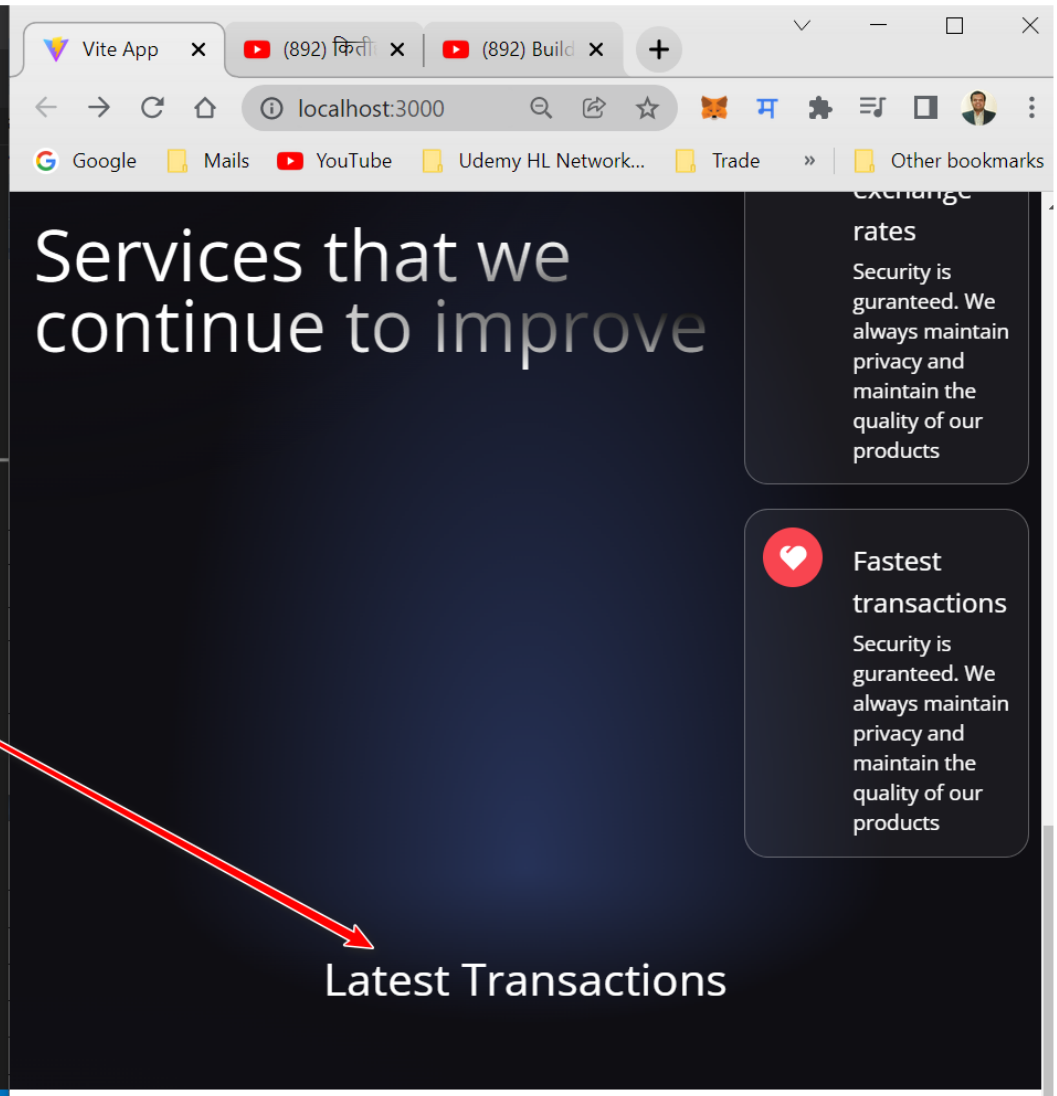 Vite App
(892) किती
(892) Build
localhost:3000
म
Google
Mails
YouTube
Udemy HL Network...
Trade
»
Other bookmarks
Services that we
continue to improve
exchange
rates
Security is
guranteed. We
always maintain
privacy and
maintain the
quality of our
products
Fastest
transactions
Security is
guranteed. We
always maintain
privacy and
maintain the
quality of our
products
Latest Transactions